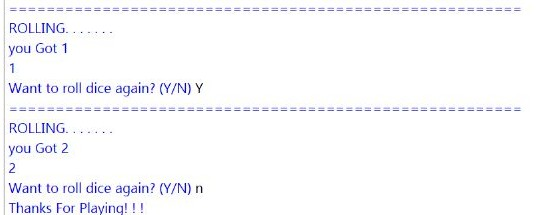 =======================================================
ROLLING. . . . . . .
you Got 1
1
Want to roll dice again? (Y/N) Y
=======================================================
ROLLING. . . . . . .
you Got 2
2
Want to roll dice again? (Y/N) n
Thanks For Playing! ! !